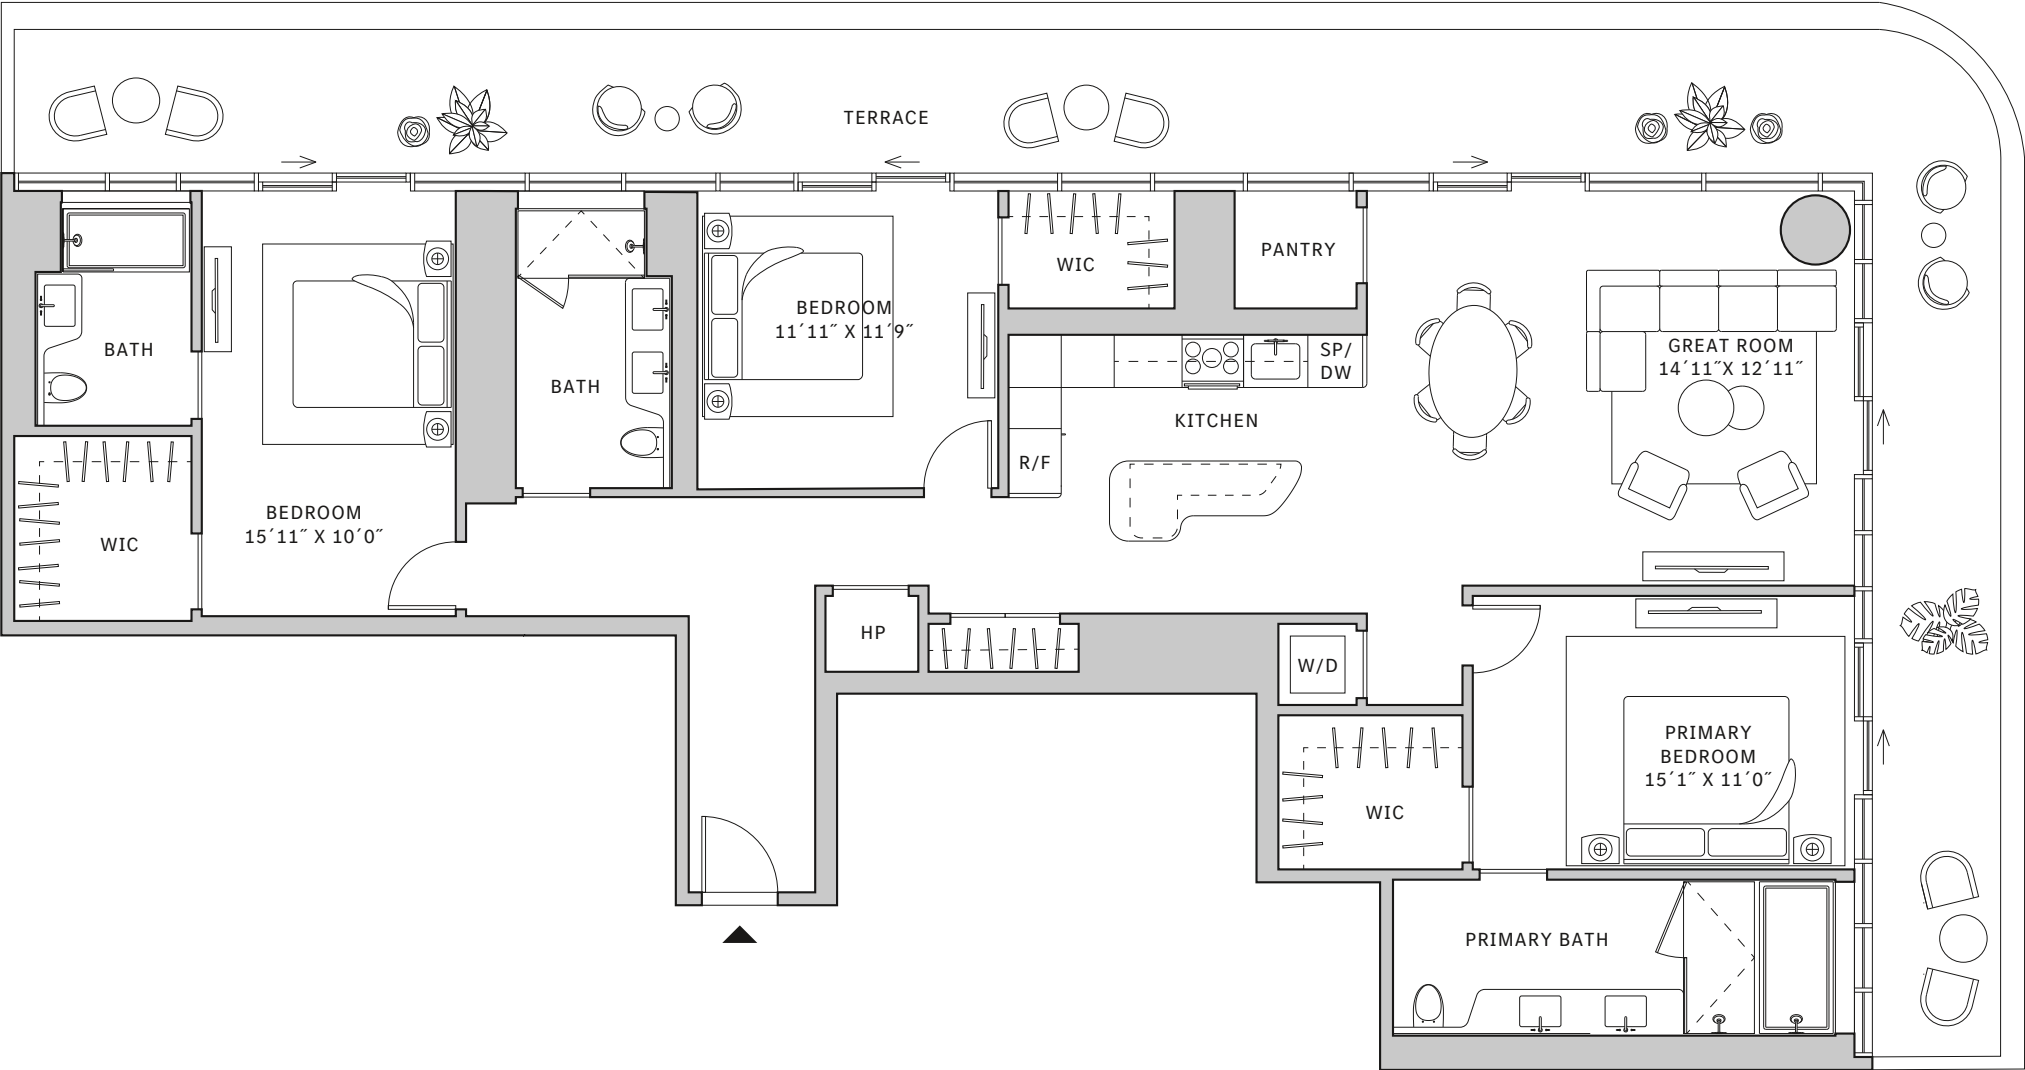 TERRACE
WIC
PANTRY
BEDROOM
11′11″ X 11′9″
BATH
SP/
DW
GREAT ROOM
14′11″X 12′11″
BATH
KITCHEN
R/F
BEDROOM
15′11″ X 10′0″
WIC
HP
W/D
PRIMARY
BEDROOM
15′1″ X 11′0″
WIC
PRIMARY BATH